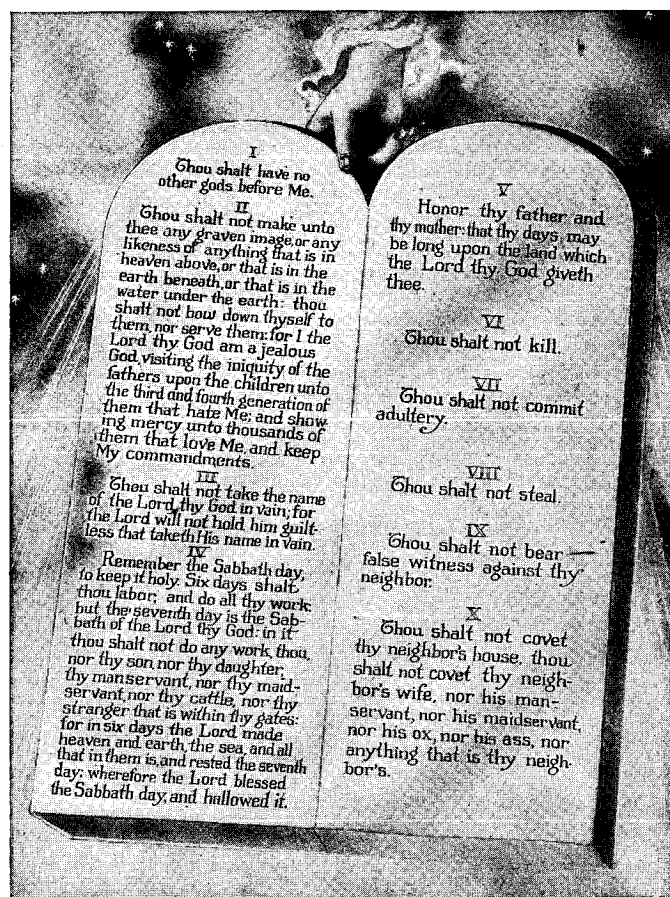 I
Thou shalt have no
other gods before Me.
II
Thou shalt not make unto
thee any graven image, or any
likeness of anything that is in
heaven above, or that is in the
earth beneath, or that is in the
water under the earth: thou
shalt not bow down thyself to
them, nor serve them: for I the
Lord thy God am a jealous
God, visiting the iniquity of the
fathers upon the children unto
the third and fourth generation of
them that hate Me; and show-
ing mercy unto thousands of
them that love Me, and keep
My commandments.
III
Thou shalt not take the name
of the Lord thy God in vain; for
the Lord will not hold him guilt-
less that taketh His name in vain.
IV
Remember the Sabbath day,
to keep it holy. Six days shalt
thou labor, and do all thy work:
but the seventh day is the Sab-
bath of the Lord thy God: in it
thou shalt not do any work, thou,
nor thy son, nor thy daughter,
thy manservant, nor thy maid-
servant, nor thy cattle, nor thy
stranger that is within thy gates:
for in six days the Lord made
heaven and earth, the sea, and all
that in them is, and rested the seventh
day: wherefore the Lord blessed
the Sabbath day, and hallowed it.
V
Honor thy father and
thy mother: that thy days may
be long upon the land which
the Lord thy God giveth
thee.
VI
Thou shalt not kill.
VII
Thou shalt not commit
adultery.
VIII
Thou shalt not steal.
IX
Thou shalt not bear
false witness against thy
neighbor.
X
Thou shalt not covet
thy neighbor's house, thou
shalt not covet thy neigh-
bor's wife, nor his man-
servant, nor his maidservant,
nor his ox, nor his ass, nor
anything that is thy neigh-
bor's.